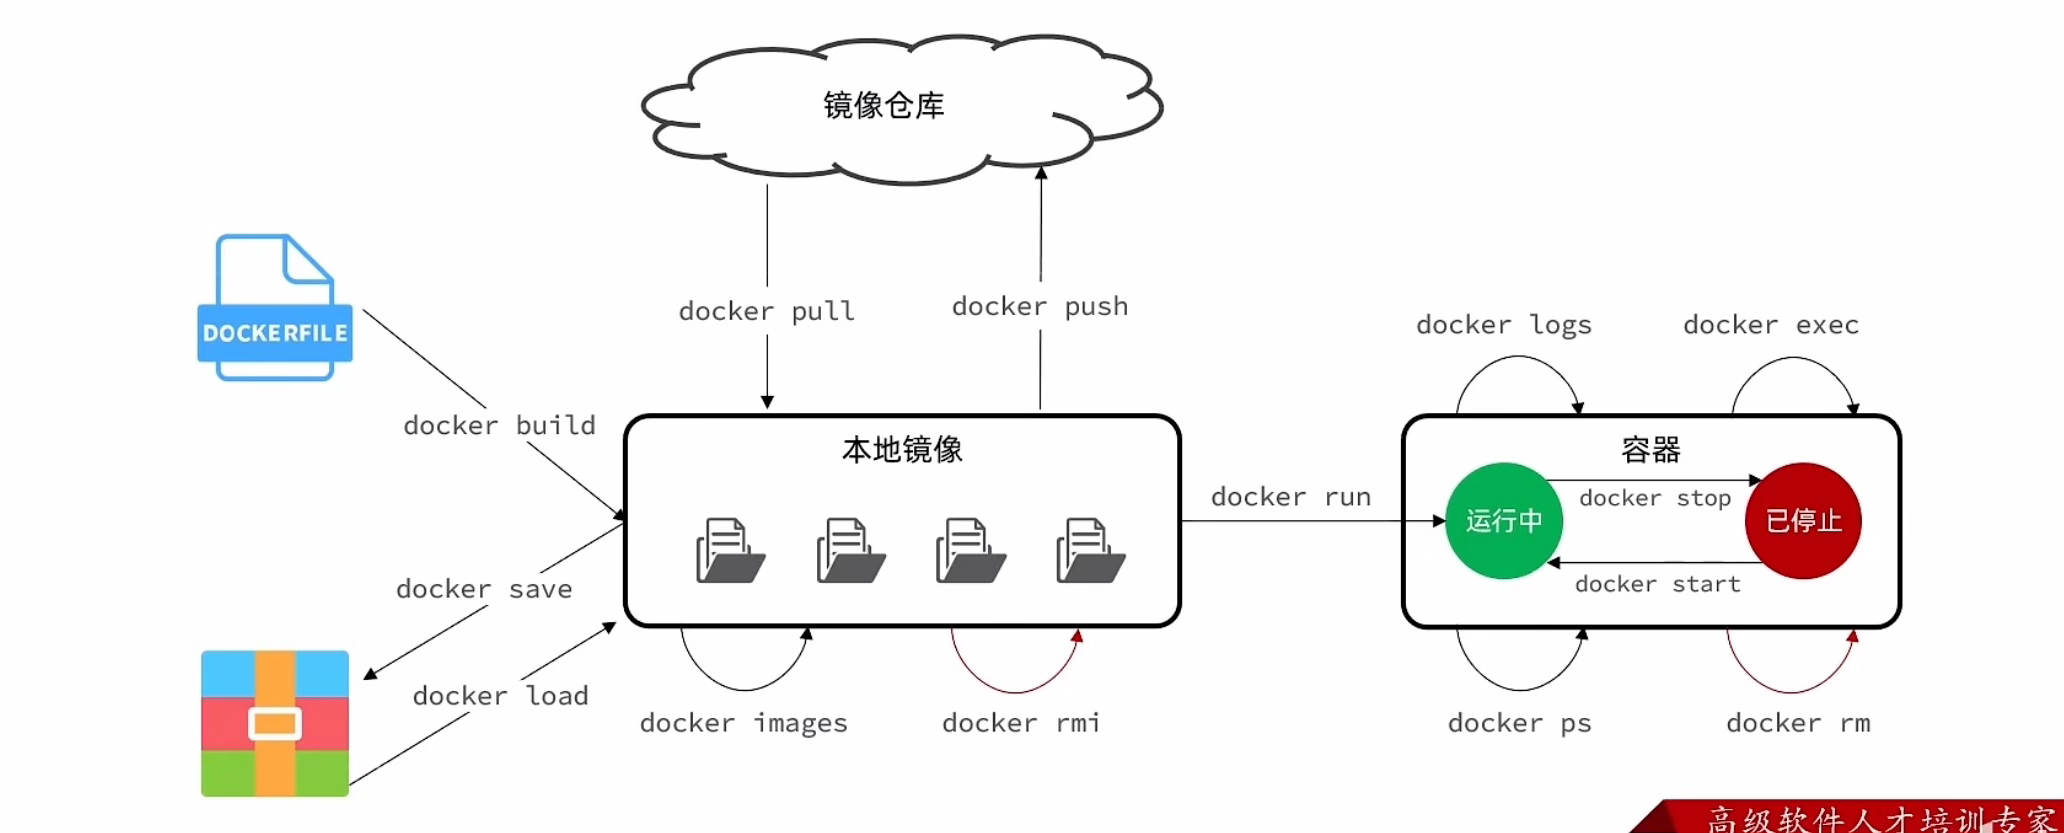 镜像仓库
docker pull
docker push
DOCKERFILE
docker build
docker save
docker load
本地镜像
docker images
docker rmi
docker run
docker logs
docker exec
容器
运行中
docker stop
已停止
docker start
docker ps
docker rm
高级软件人才培训专家